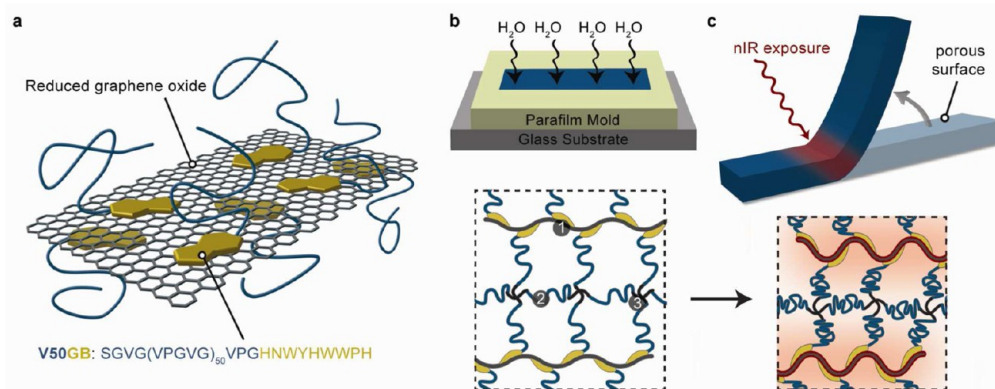 a
Reduced graphene oxide
V50GB: SGVG(VPGVG)₅₀VPGHNWYHWWPH
b
H₂O H₂O H₂O H₂O
Parafilm Mold
Glass Substrate
1
2
3
c
nIR exposure
porous
surface